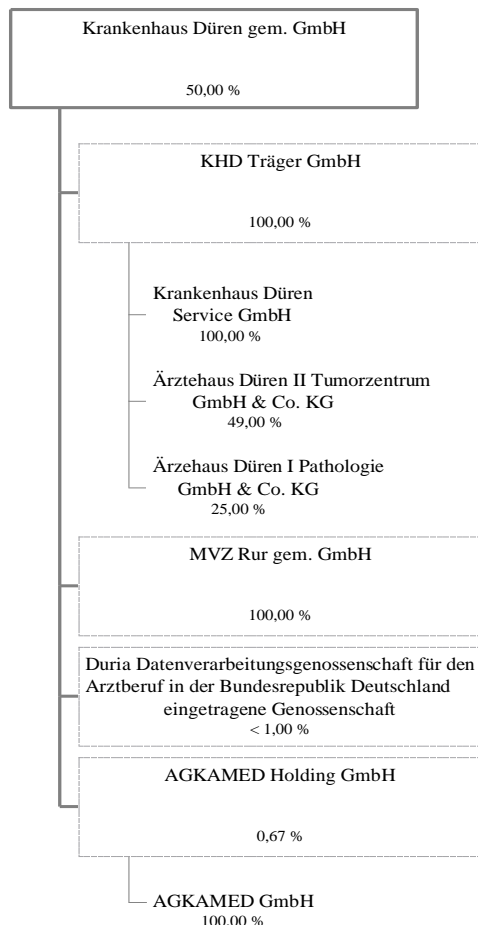 Krankenhaus Düren gem. GmbH
50,00 %
KHD Träger GmbH
100,00 %
Krankenhaus Düren
Service GmbH
100,00 %
Ärztehaus Düren II Tumorzentrum
GmbH & Co. KG
49,00 %
Ärzehaus Düren I Pathologie
GmbH & Co. KG
25,00 %
MVZ Rur gem. GmbH
100,00 %
Duria Datenverarbeitungsgenossenschaft für den
Arztberuf in der Bundesrepublik Deutschland
eingetragene Genossenschaft
< 1,00 %
AGKAMED Holding GmbH
0,67 %
AGKAMED GmbH
100,00 %